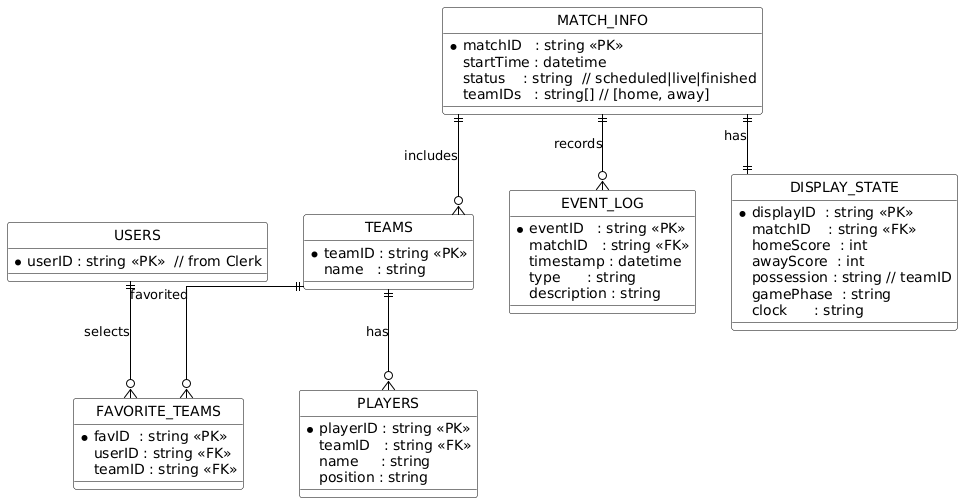 MATCH_INFO
matchID : string «PK»
startTime : datetime
status : string // scheduled|live|finished
teamIDs : string[] // [home, away]
includes
records
has
USERS
userID : string «PK» // from Clerk
TEAMS
teamID : string «PK»
name : string
EVENT_LOG
eventID : string «PK»
matchID : string «FK»
timestamp : datetime
type : string
description : string
DISPLAY_STATE
displayID : string «PK»
matchID : string «FK»
homeScore : int
awayScore : int
possession : string // teamID
gamePhase : string
clock : string
selects
favorited
has
FAVORITE_TEAMS
favID : string «PK»
userID : string «FK»
teamID : string «FK»
PLAYERS
playerID : string «PK»
teamID : string «FK»
name : string
position : string